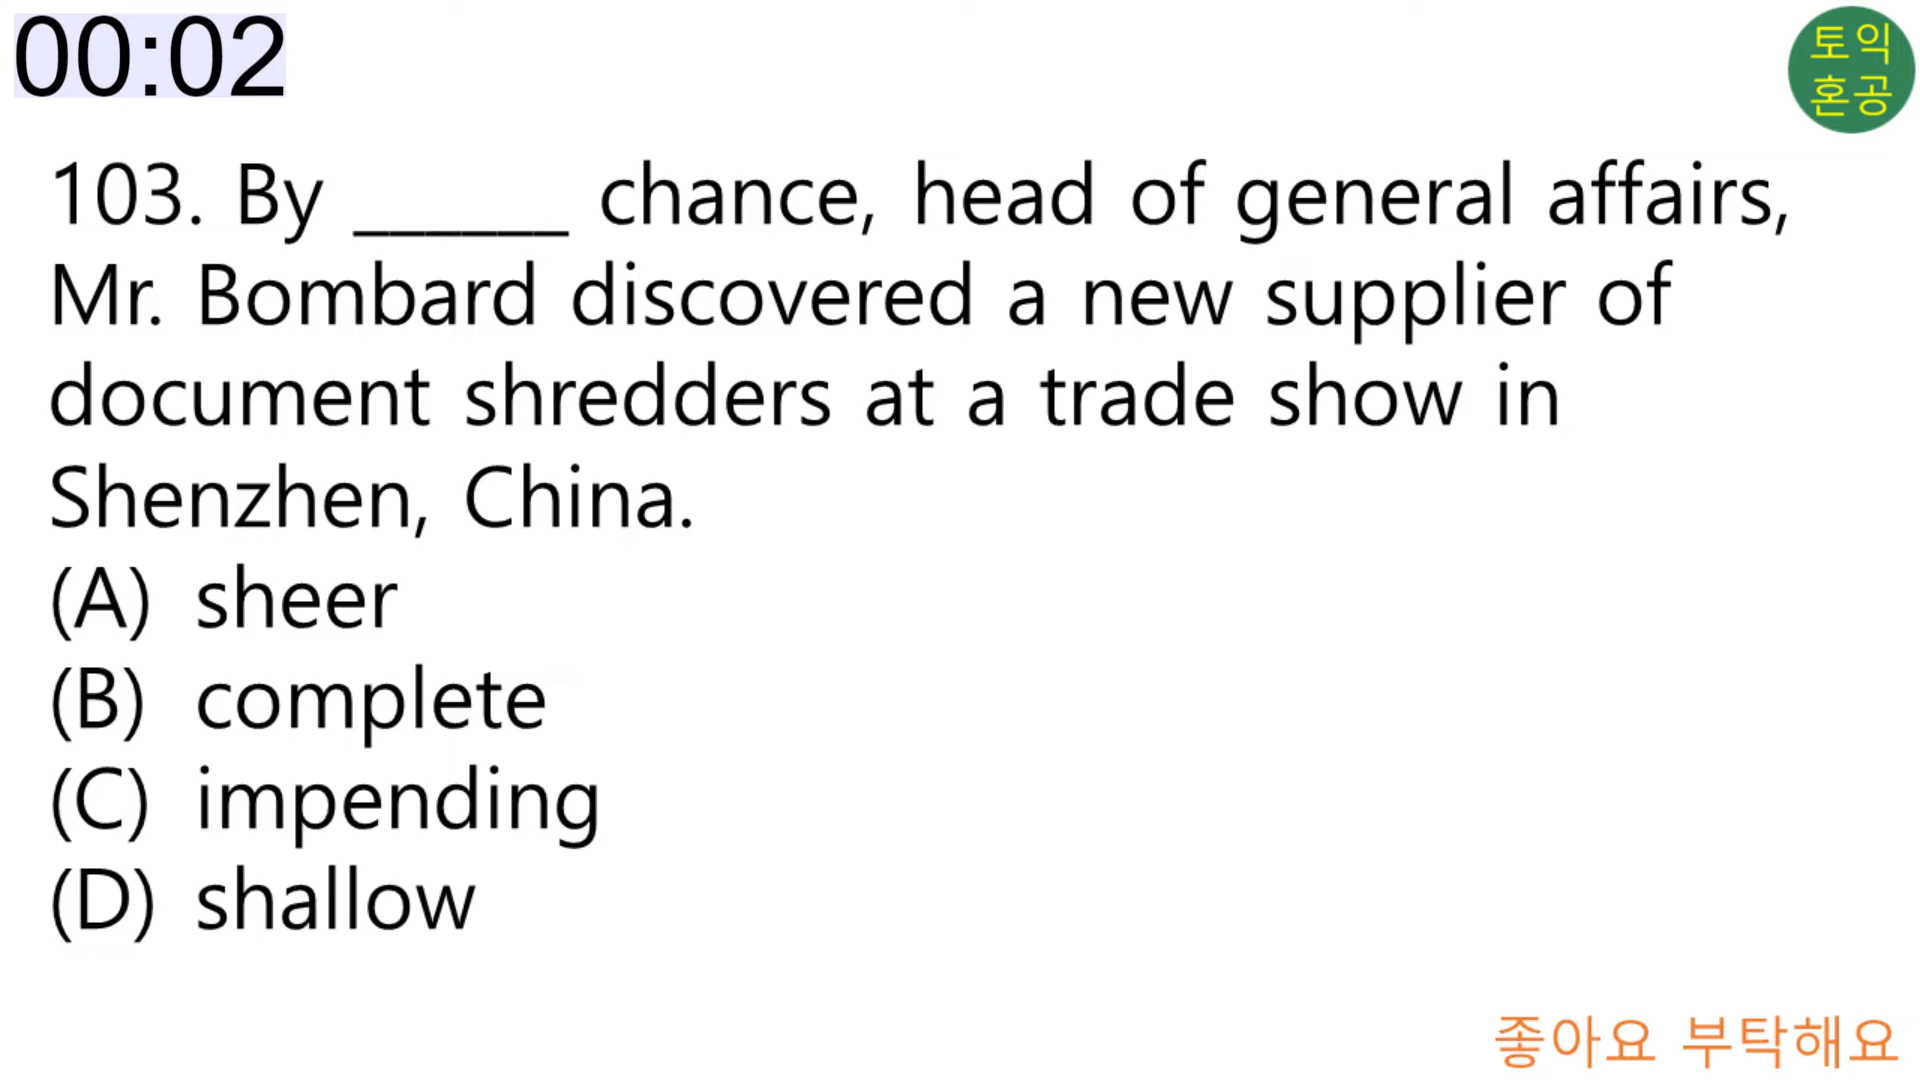 00:02
토익
혼공
103. By ______ chance, head of general affairs,
Mr. Bombard discovered a new supplier of
document shredders at a trade show in
Shenzhen, China.
(A) sheer
(B) complete
(C) impending
(D) shallow
좋아요 부탁해요